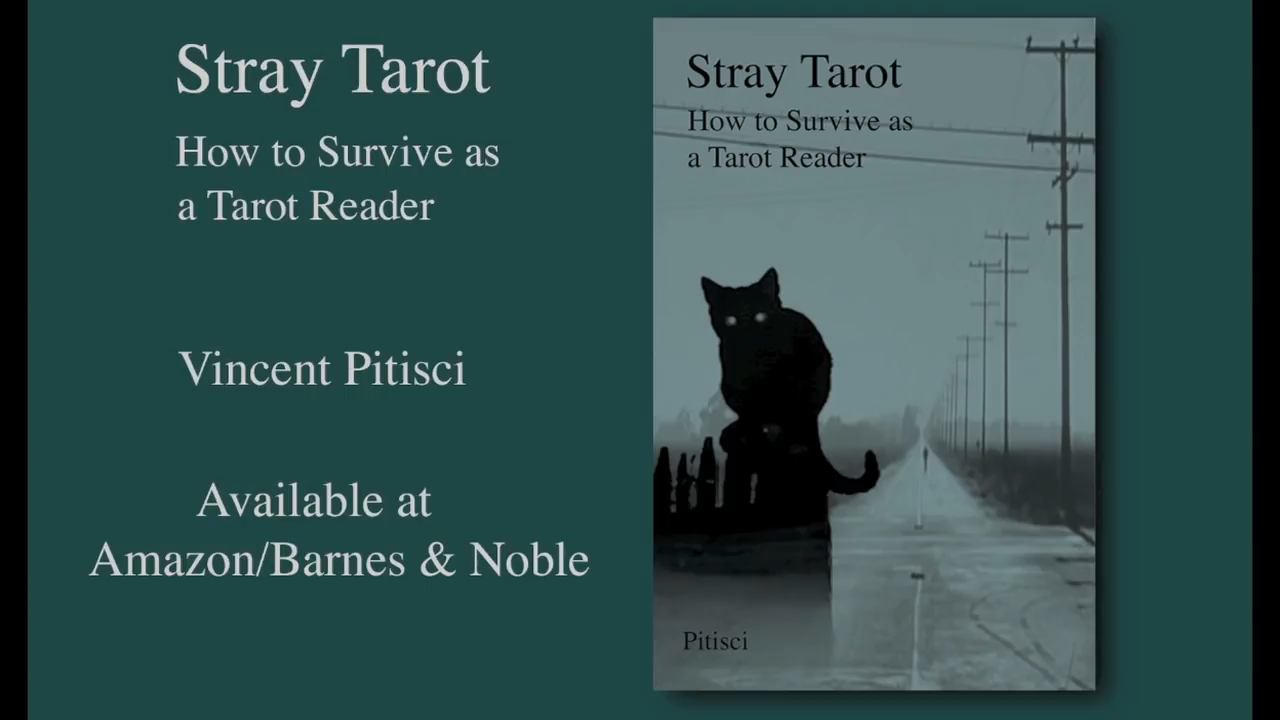 Stray Tarot
How to Survive as
a Tarot Reader
Vincent Pitisci
Available at
Amazon/Barnes & Noble
Stray Tarot
How to Survive as
a Tarot Reader
Pitisci